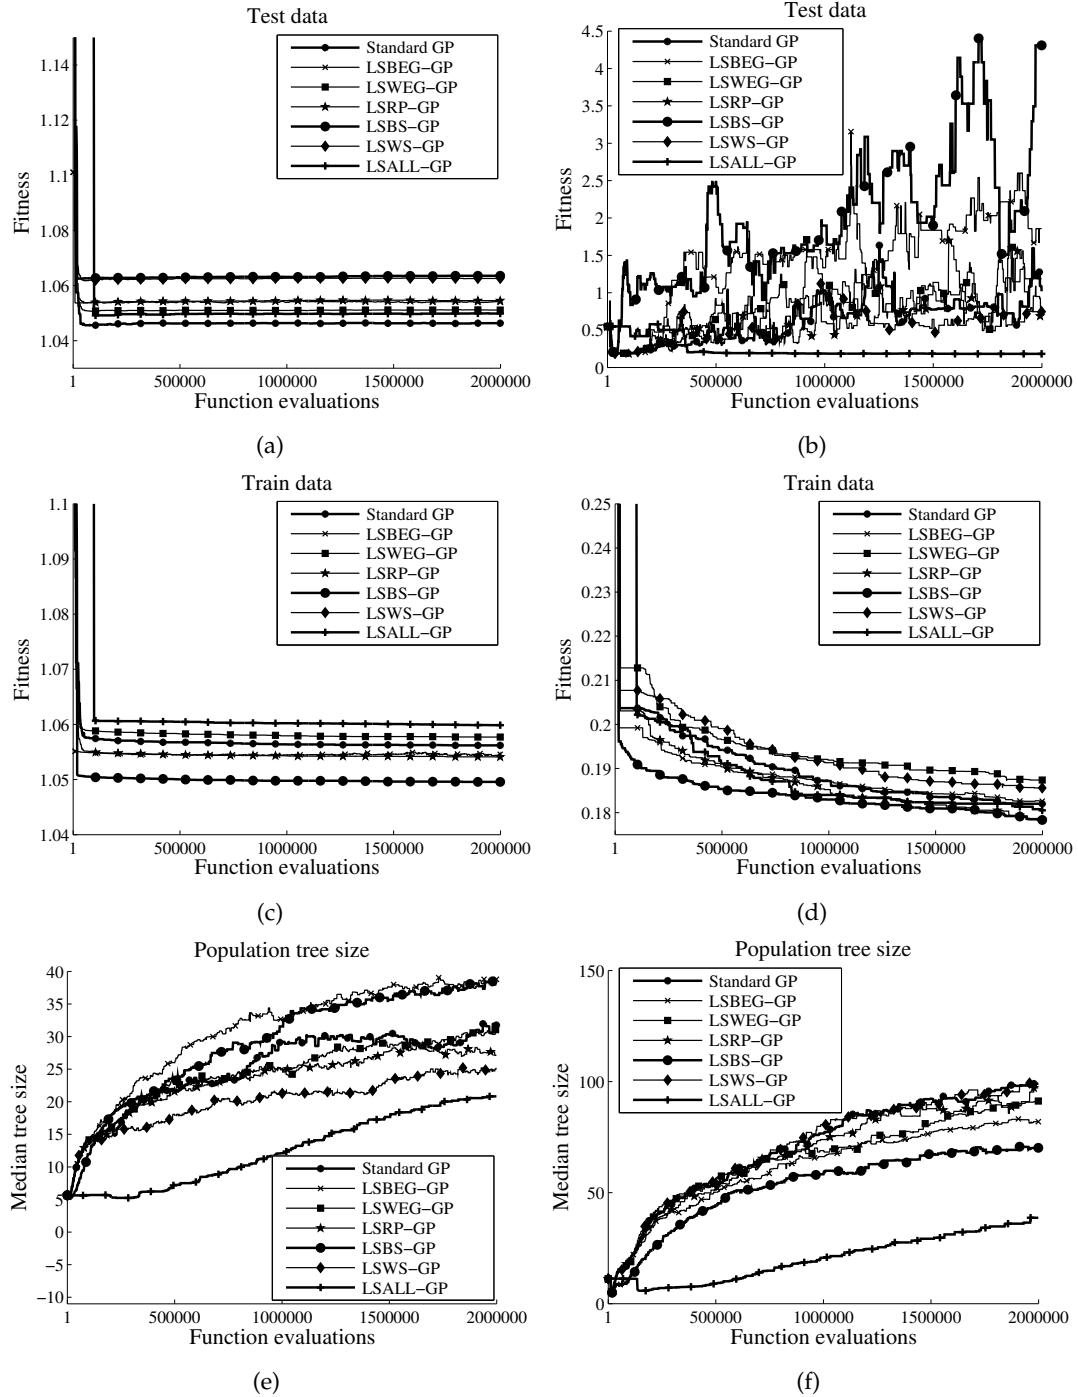 Test data
1.14
1.12
1.1
1.08
1.06
1.04
Fitness
Standard GP
LSBEG−GP
LSWEG−GP
LSRP−GP
LSBS−GP
LSWS−GP
LSALL−GP
1
500000
1000000
1500000
2000000
Function evaluations
(a)
Test data
4.5
4
3.5
3
2.5
2
1.5
1
0.5
0
Fitness
Standard GP
LSBEG−GP
LSWEG−GP
LSRP−GP
LSBS−GP
LSWS−GP
LSALL−GP
1
500000
1000000
1500000
2000000
Function evaluations
(b)
Train data
1.1
1.09
1.08
1.07
1.06
1.05
1.04
Fitness
Standard GP
LSBEG−GP
LSWEG−GP
LSRP−GP
LSBS−GP
LSWS−GP
LSALL−GP
1
500000
1000000
1500000
2000000
Function evaluations
(c)
Train data
0.25
0.24
0.23
0.22
0.21
0.2
0.19
0.18
Fitness
Standard GP
LSBEG−GP
LSWEG−GP
LSRP−GP
LSBS−GP
LSWS−GP
LSALL−GP
1
500000
1000000
1500000
2000000
Function evaluations
(d)
Population tree size
40
35
30
25
20
15
10
5
0
−5
−10
Median tree size
Standard GP
LSBEG−GP
LSWEG−GP
LSRP−GP
LSBS−GP
LSWS−GP
LSALL−GP
1
500000
1000000
1500000
2000000
Function evaluations
(e)
Population tree size
150
100
50
0
Median tree size
Standard GP
LSBEG−GP
LSWEG−GP
LSRP−GP
LSBS−GP
LSWS−GP
LSALL−GP
1
500000
1000000
1500000
2000000
Function evaluations
(f)